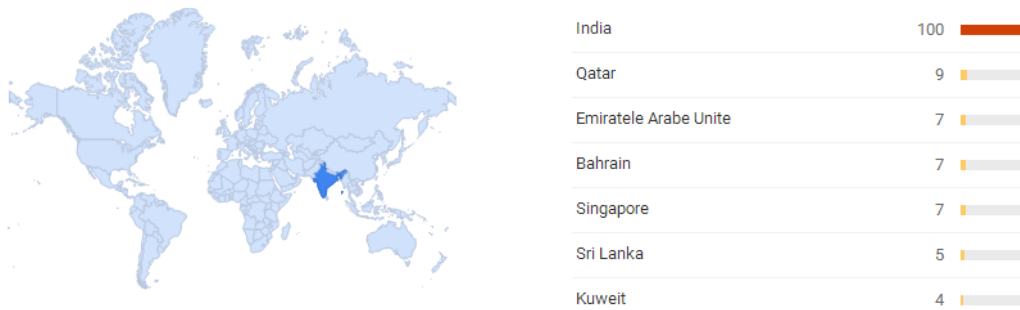 India 100
Qatar 9
Emiratele Arabe Unite 7
Bahrain 7
Singapore 7
Sri Lanka 5
Kuweit 4